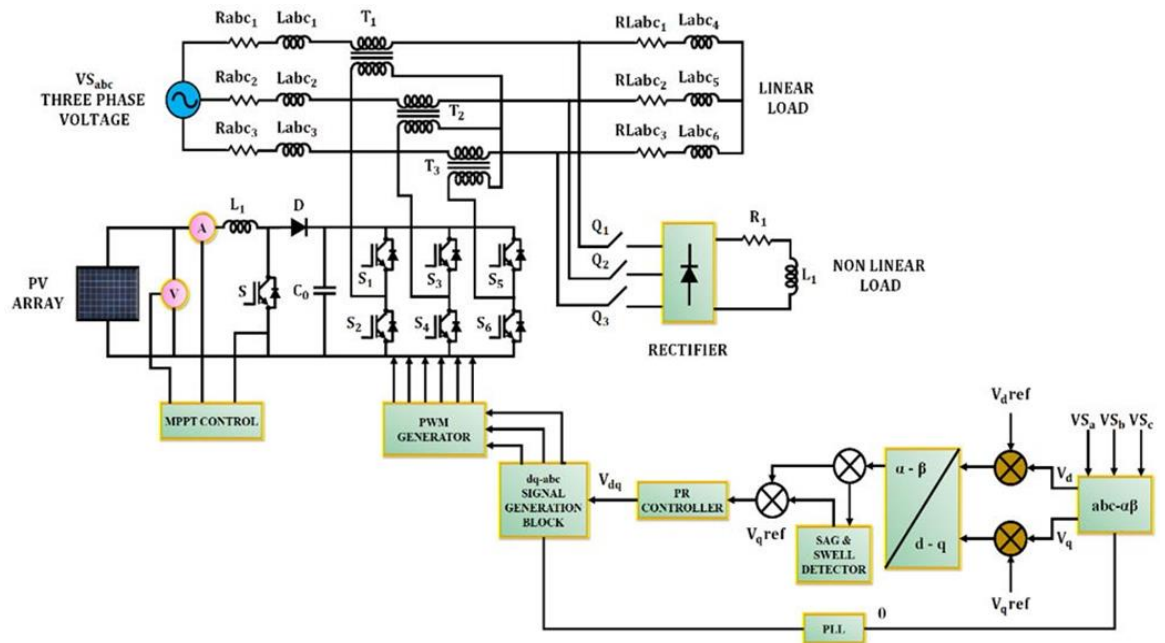 Rabc₁ Labc₁ T₁ RLabc₁ Labc₄
VSabc
THREE PHASE
VOLTAGE
Rabc₂ Labc₂ T₂ RLabc₂ Labc₅
LINEAR
LOAD
Rabc₃ Labc₃ T₃ RLabc₃ Labc₆
PV
ARRAY
A
V
L₁
D
S
C₀
S₁ S₃ S₅
S₂ S₄ S₆
Q₁
Q₂
Q₃
RECTIFIER
R₁
L₁
NON LINEAR
LOAD
MPPT CONTROL
PWM
GENERATOR
dq-abc
SIGNAL
GENERATION
BLOCK
Vdq
PR
CONTROLLER
Vqref
SAG &
SWELL
DETECTOR
α - β
d - q
Vdref
Vd
Vq
Vqref
VSa VSb VSc
abc-αβ
PLL
0